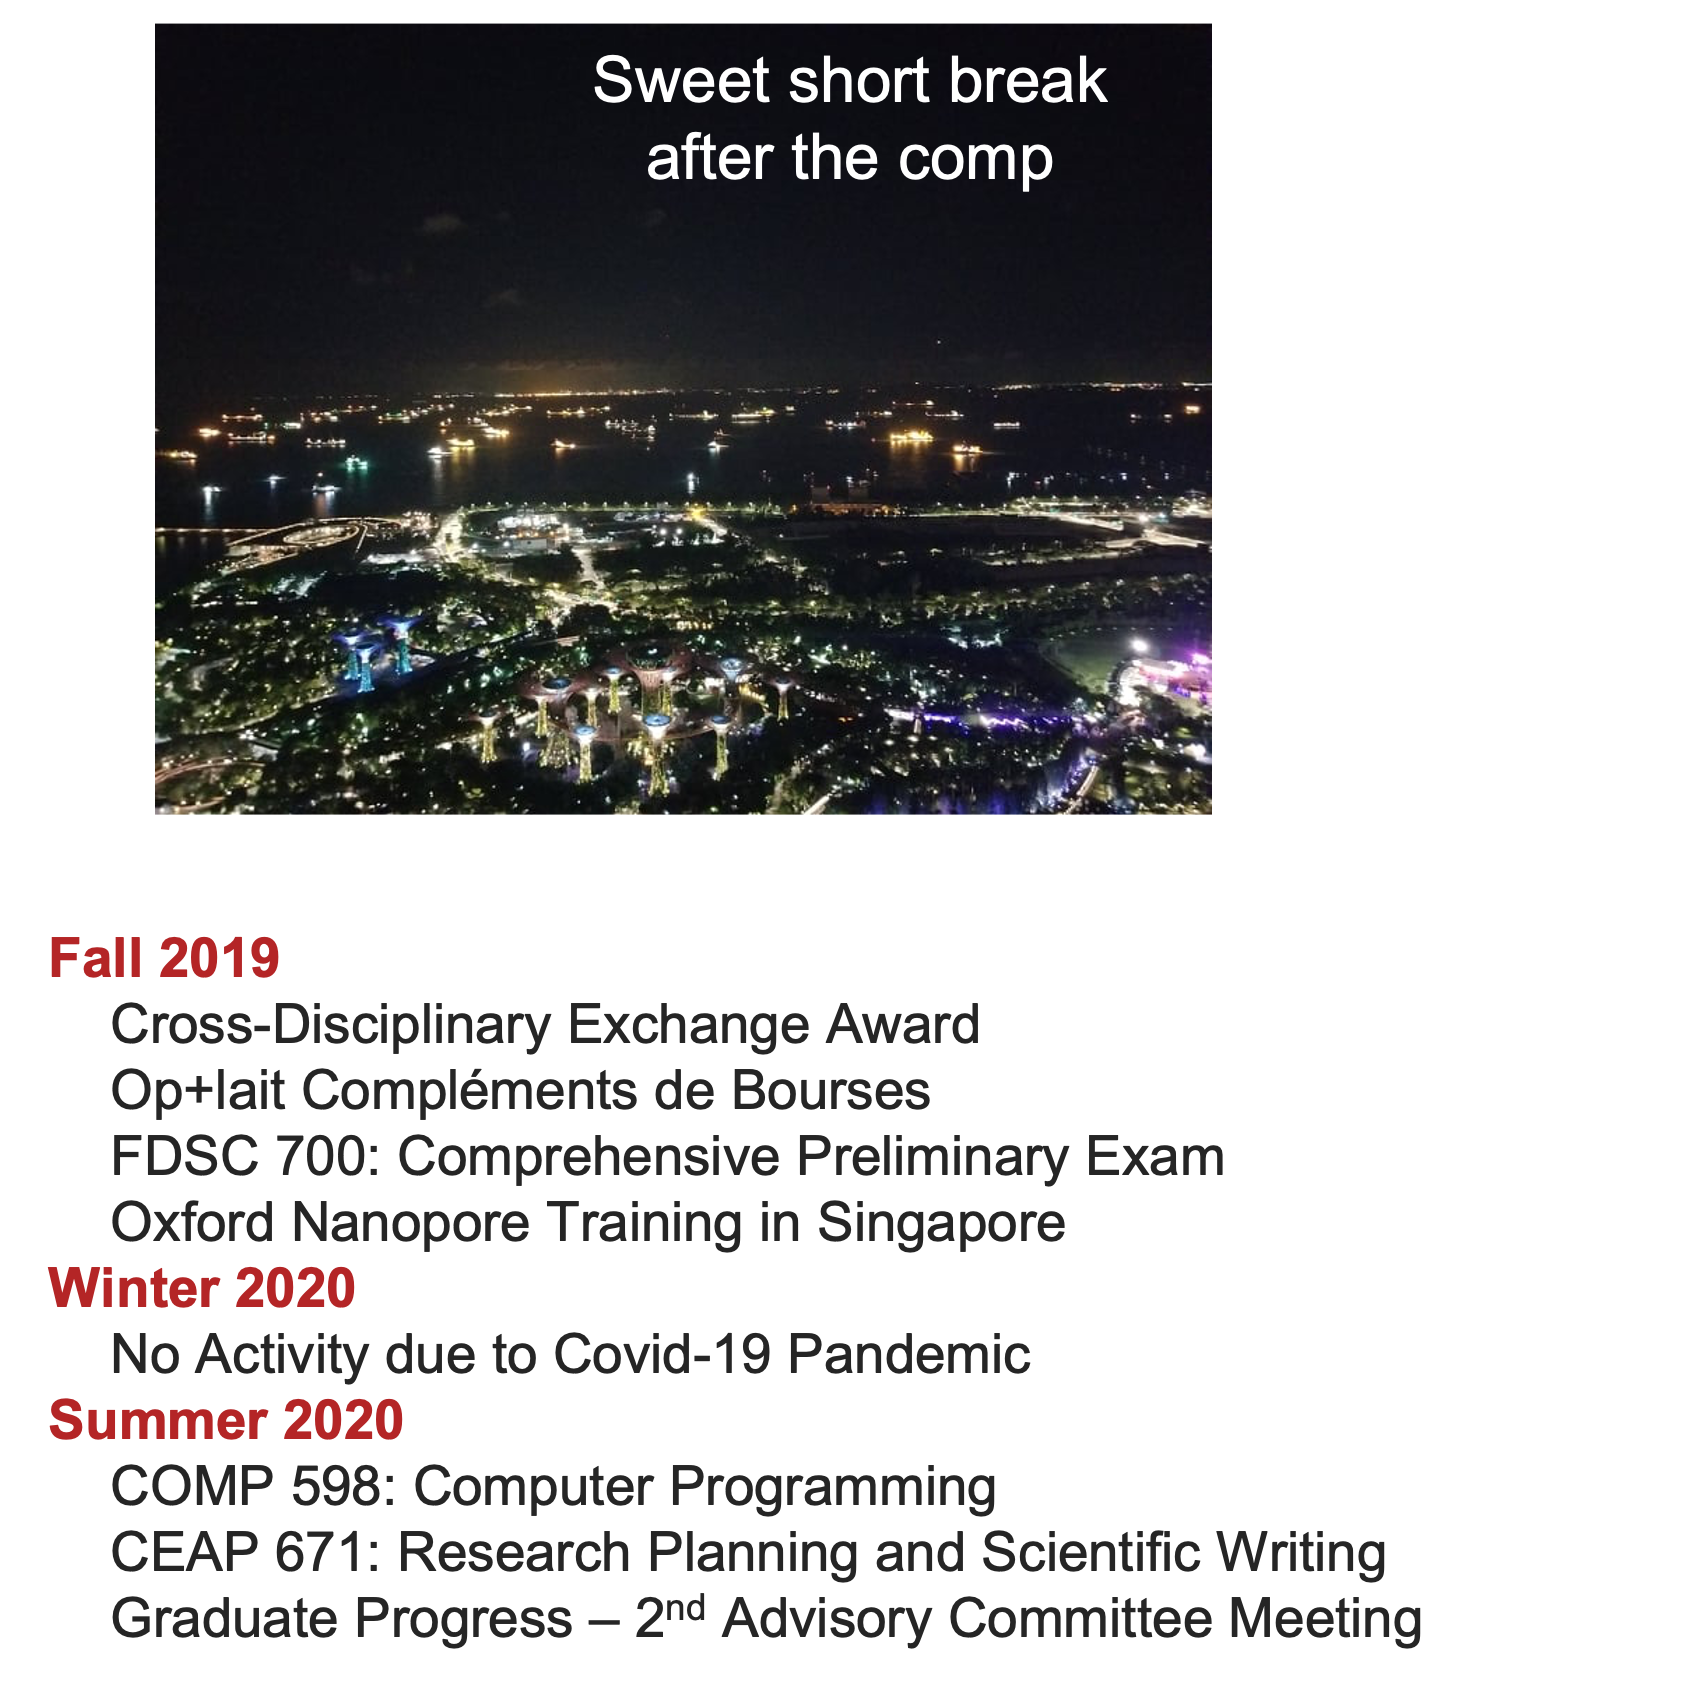 Sweet short break
after the comp
Fall 2019
Cross-Disciplinary Exchange Award
Op+lait Compléments de Bourses
FDSC 700: Comprehensive Preliminary Exam
Oxford Nanopore Training in Singapore
Winter 2020
No Activity due to Covid-19 Pandemic
Summer 2020
COMP 598: Computer Programming
CEAP 671: Research Planning and Scientific Writing
Graduate Progress – 2nd Advisory Committee Meeting